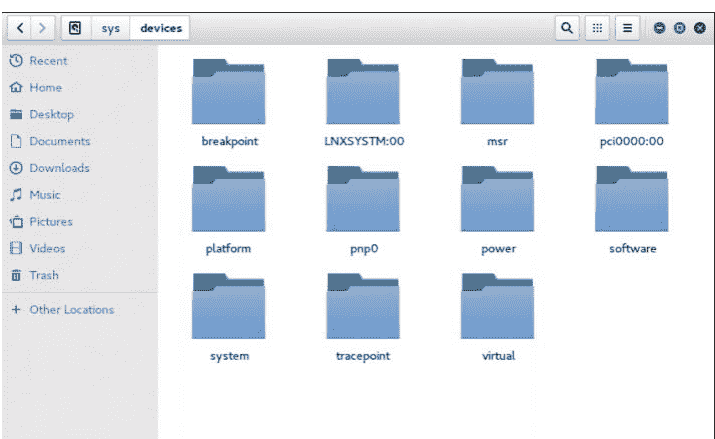 sys devices
Recent
Home
Desktop
Documents
Downloads
Music
Pictures
Videos
Trash
+ Other Locations
breakpoint LNXSYSTM:00 msr pci0000:00
platform pnp0 power software
system tracepoint virtual